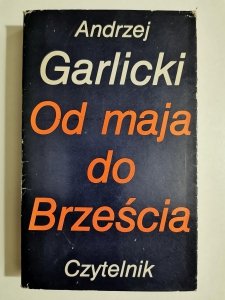 Andrzej
Garlicki
Od maja
do
Brześcia
Czytelnik